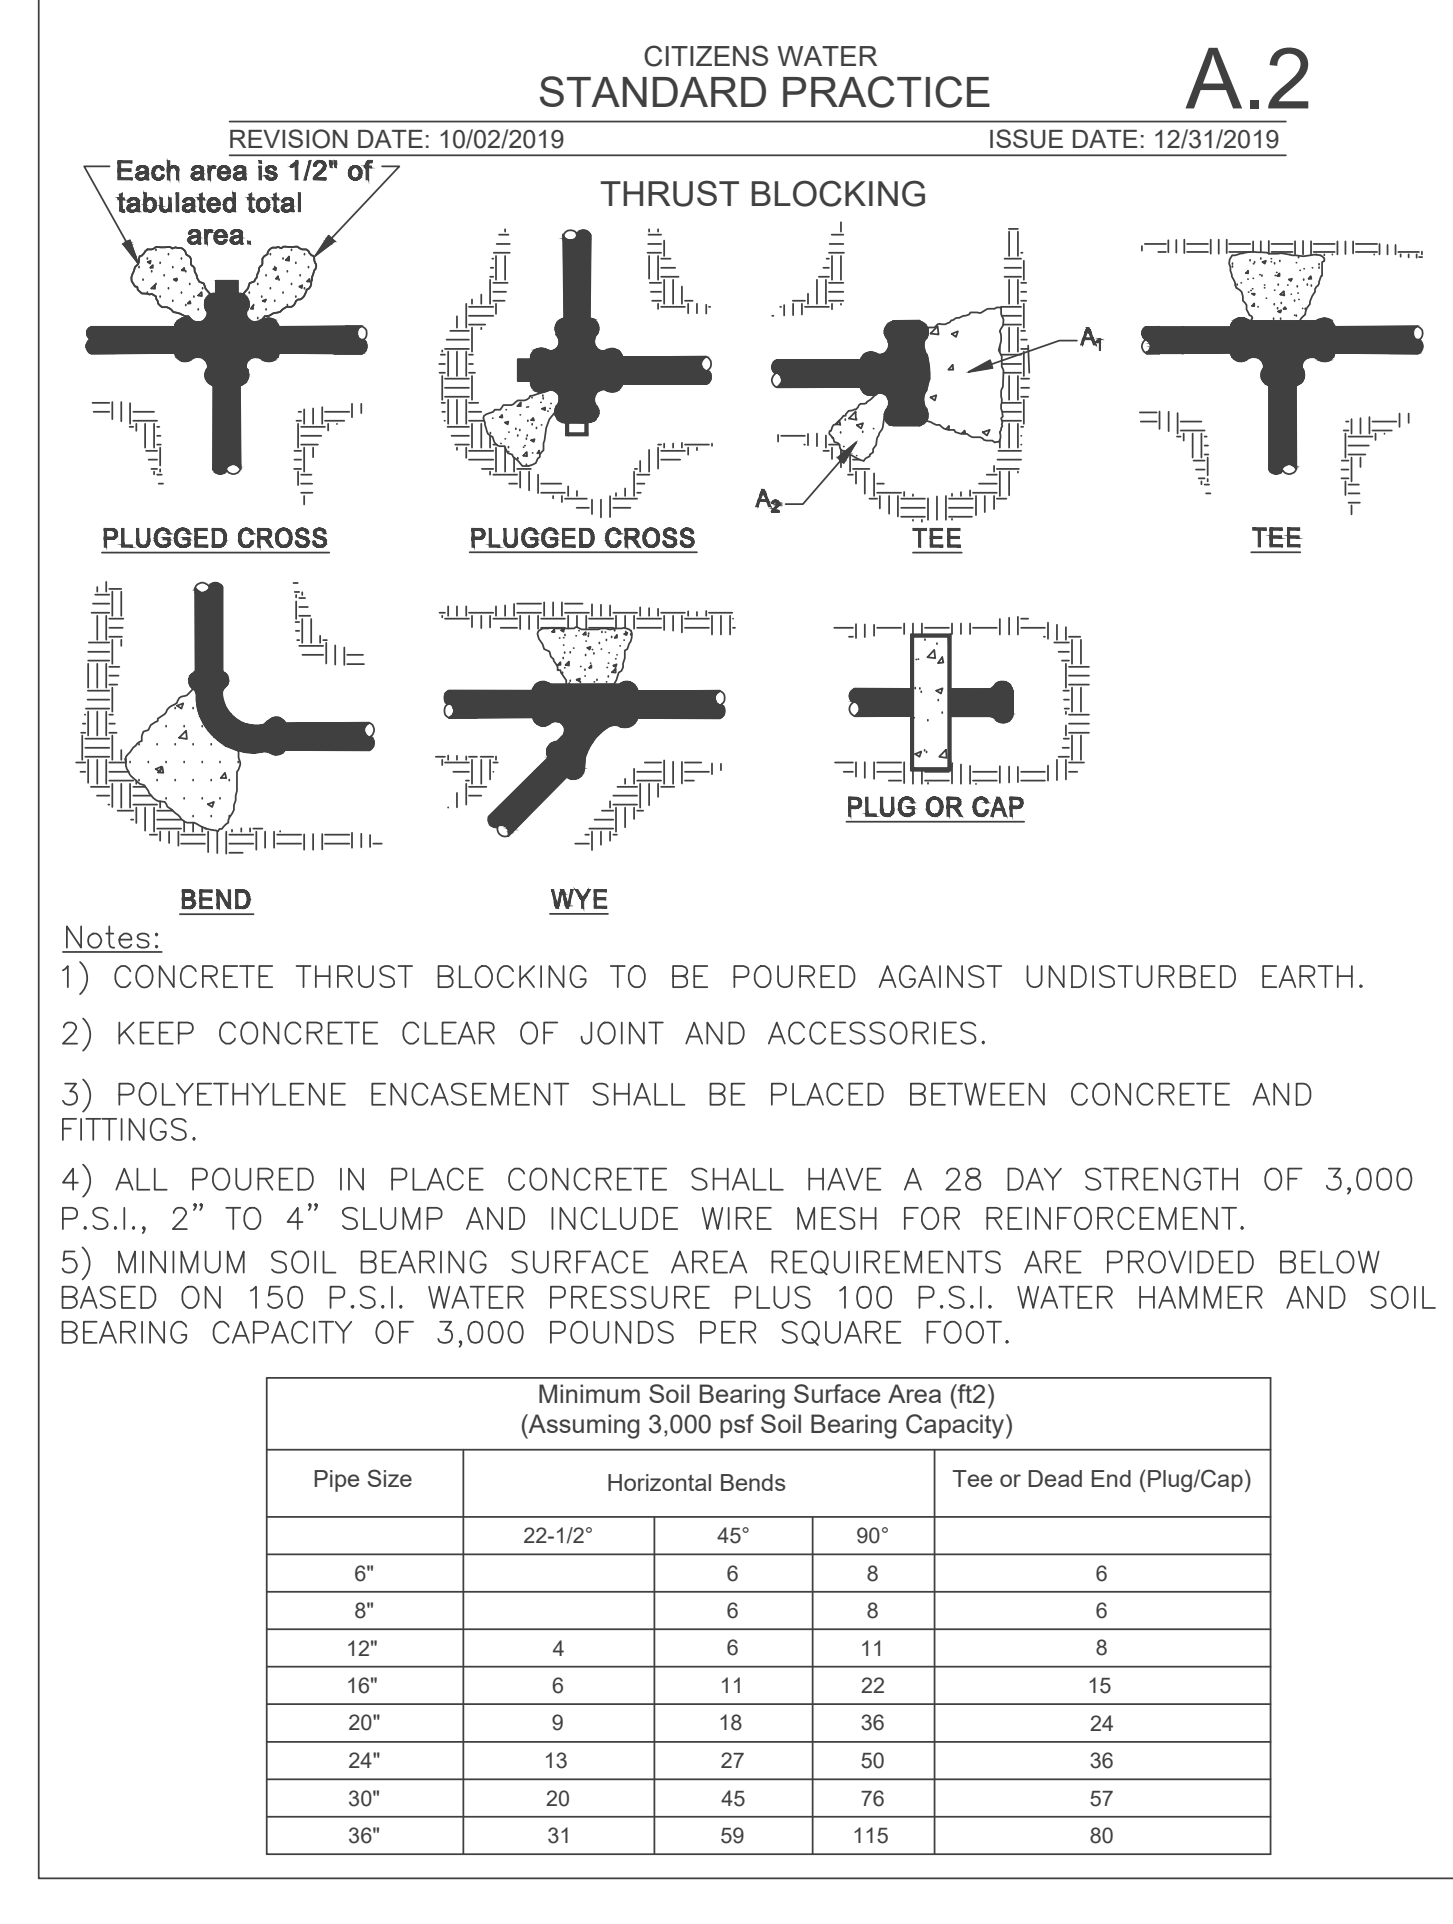 CITIZENS WATER
STANDARD PRACTICE
A.2
REVISION DATE: 10/02/2019 ISSUE DATE: 12/31/2019
Each area is 1/2" of
tabulated total
area.
THRUST BLOCKING
A1
A2
PLUGGED CROSS PLUGGED CROSS TEE TEE
PLUG OR CAP
BEND WYE
Notes:
1) CONCRETE THRUST BLOCKING TO BE POURED AGAINST UNDISTURBED EARTH.
2) KEEP CONCRETE CLEAR OF JOINT AND ACCESSORIES.
3) POLYETHYLENE ENCASEMENT SHALL BE PLACED BETWEEN CONCRETE AND
FITTINGS.
4) ALL POURED IN PLACE CONCRETE SHALL HAVE A 28 DAY STRENGTH OF 3,000
P.S.I., 2” TO 4” SLUMP AND INCLUDE WIRE MESH FOR REINFORCEMENT.
5) MINIMUM SOIL BEARING SURFACE AREA REQUIREMENTS ARE PROVIDED BELOW
BASED ON 150 P.S.I. WATER PRESSURE PLUS 100 P.S.I. WATER HAMMER AND SOIL
BEARING CAPACITY OF 3,000 POUNDS PER SQUARE FOOT.
Minimum Soil Bearing Surface Area (ft2)
(Assuming 3,000 psf Soil Bearing Capacity)
Pipe Size Horizontal Bends Tee or Dead End (Plug/Cap)
22-1/2° 45° 90°
6" 6 8 6
8" 6 8 6
12" 4 6 11 8
16" 6 11 22 15
20" 9 18 36 24
24" 13 27 50 36
30" 20 45 76 57
36" 31 59 115 80